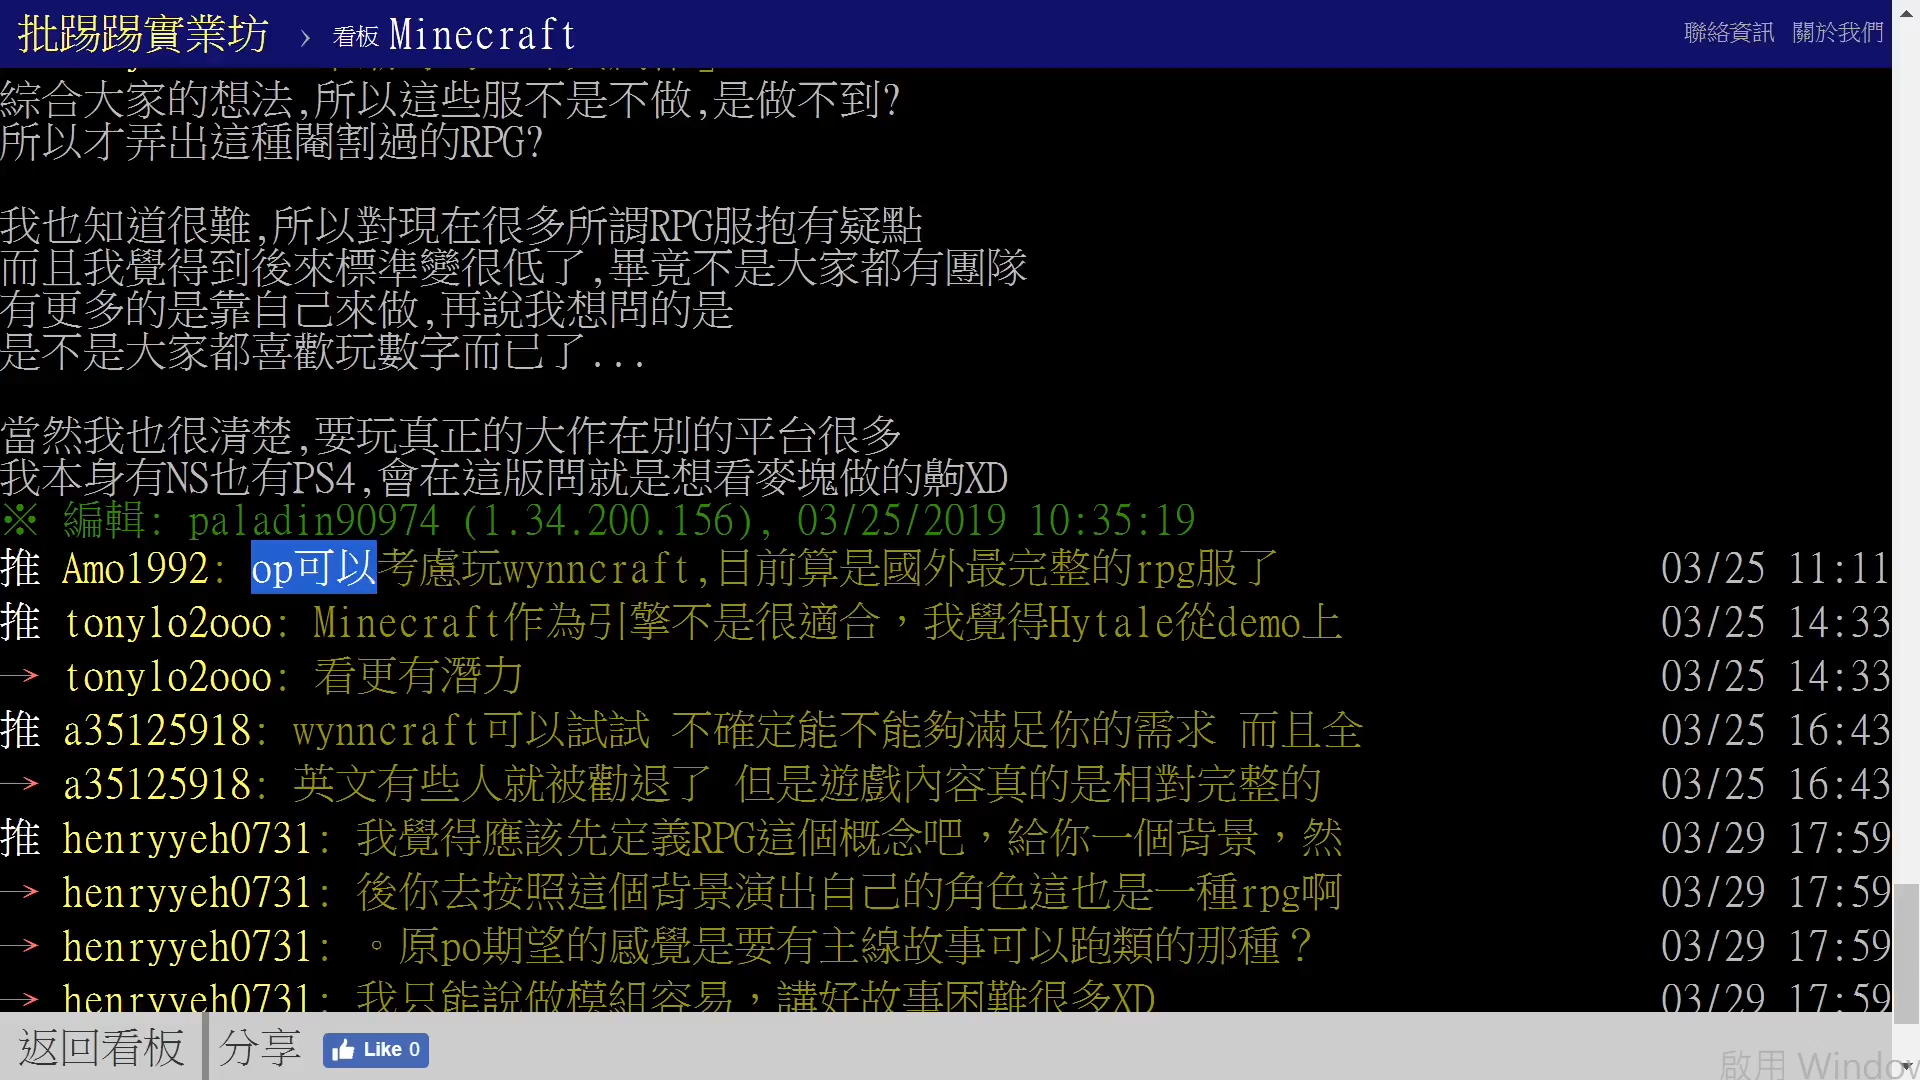 批踢踢實業坊 › 看板 Minecraft 聯絡資訊 關於我們
綜合大家的想法,所以這些服不是不做,是做不到?
所以才弄出這種閹割過的RPG?
我也知道很難,所以對現在很多所謂RPG服抱有疑點
而且我覺得到後來標準變很低了,畢竟不是大家都有團隊
有更多的是靠自己來做,再說我想問的是
是不是大家都喜歡玩數字而已了...
當然我也很清楚,要玩真正的大作在別的平台很多
我本身有NS也有PS4,會在這版問就是想看麥塊做的齁XD
※ 編輯: paladin90974 (1.34.200.156), 03/25/2019 10:35:19
推 Amo1992: op可以考慮玩wynncraft,目前算是國外最完整的rpg服了 03/25 11:11
推 tonylo2ooo: Minecraft作為引擎不是很適合，我覺得Hytale從demo上 03/25 14:33
→ tonylo2ooo: 看更有潛力 03/25 14:33
推 a35125918: wynncraft可以試試 不確定能不能夠滿足你的需求 而且全 03/25 16:43
→ a35125918: 英文有些人就被勸退了 但是遊戲內容真的是相對完整的 03/25 16:43
推 henryyeh0731: 我覺得應該先定義RPG這個概念吧，給你一個背景，然 03/29 17:59
→ henryyeh0731: 後你去按照這個背景演出自己的角色這也是一種rpg啊 03/29 17:59
→ henryyeh0731: 。原po期望的感覺是要有主線故事可以跑類的那種？ 03/29 17:59
→ henryyeh0731: 我只能說做模組容易，講好故事困難很多XD 03/29 17:59
返回看板 分享 Like 0
啟用 Window